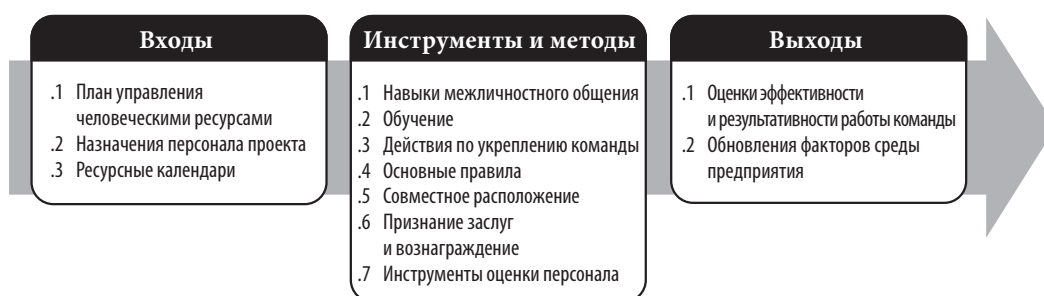 Входы
.1 План управления
человеческими ресурсами
.2 Назначения персонала проекта
.3 Ресурсные календари
Инструменты и методы
.1 Навыки межличностного общения
.2 Обучение
.3 Действия по укреплению команды
.4 Основные правила
.5 Совместное расположение
.6 Признание заслуг
и вознаграждение
.7 Инструменты оценки персонала
Выходы
.1 Оценки эффективности
и результативности работы команды
.2 Обновления факторов среды
предприятия